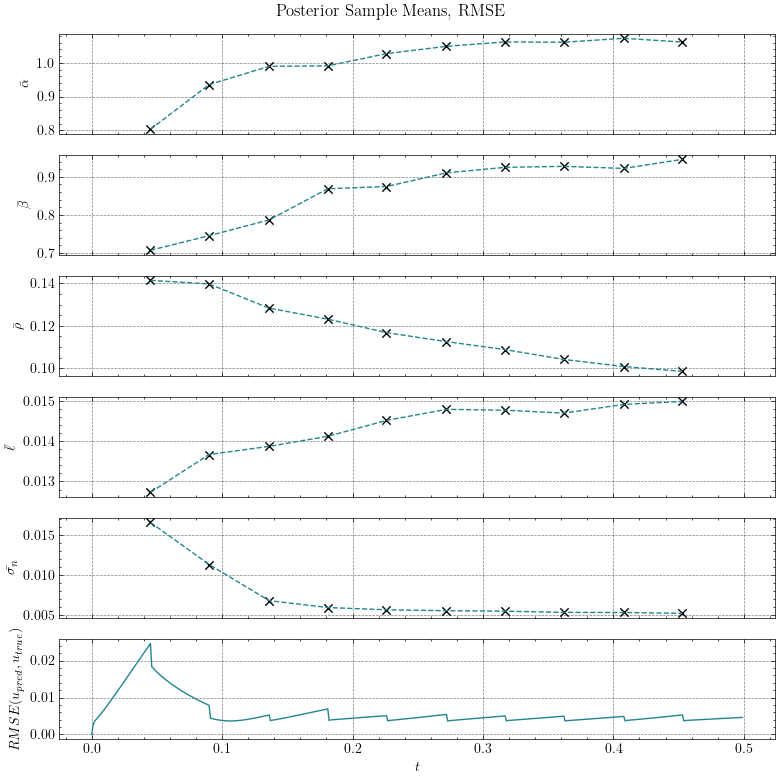 Posterior Sample Means, RMSE
1.0
0.9
0.8
ᾱ
0.9
0.8
0.7
β̄
0.14
0.12
0.10
ρ̄
0.015
0.014
0.013
ℓ̄
0.015
0.010
0.005
σ̄ₙ
0.02
0.01
0.00
RMSE(u_pred, u_true)
0.0 0.1 0.2 0.3 0.4 0.5
t